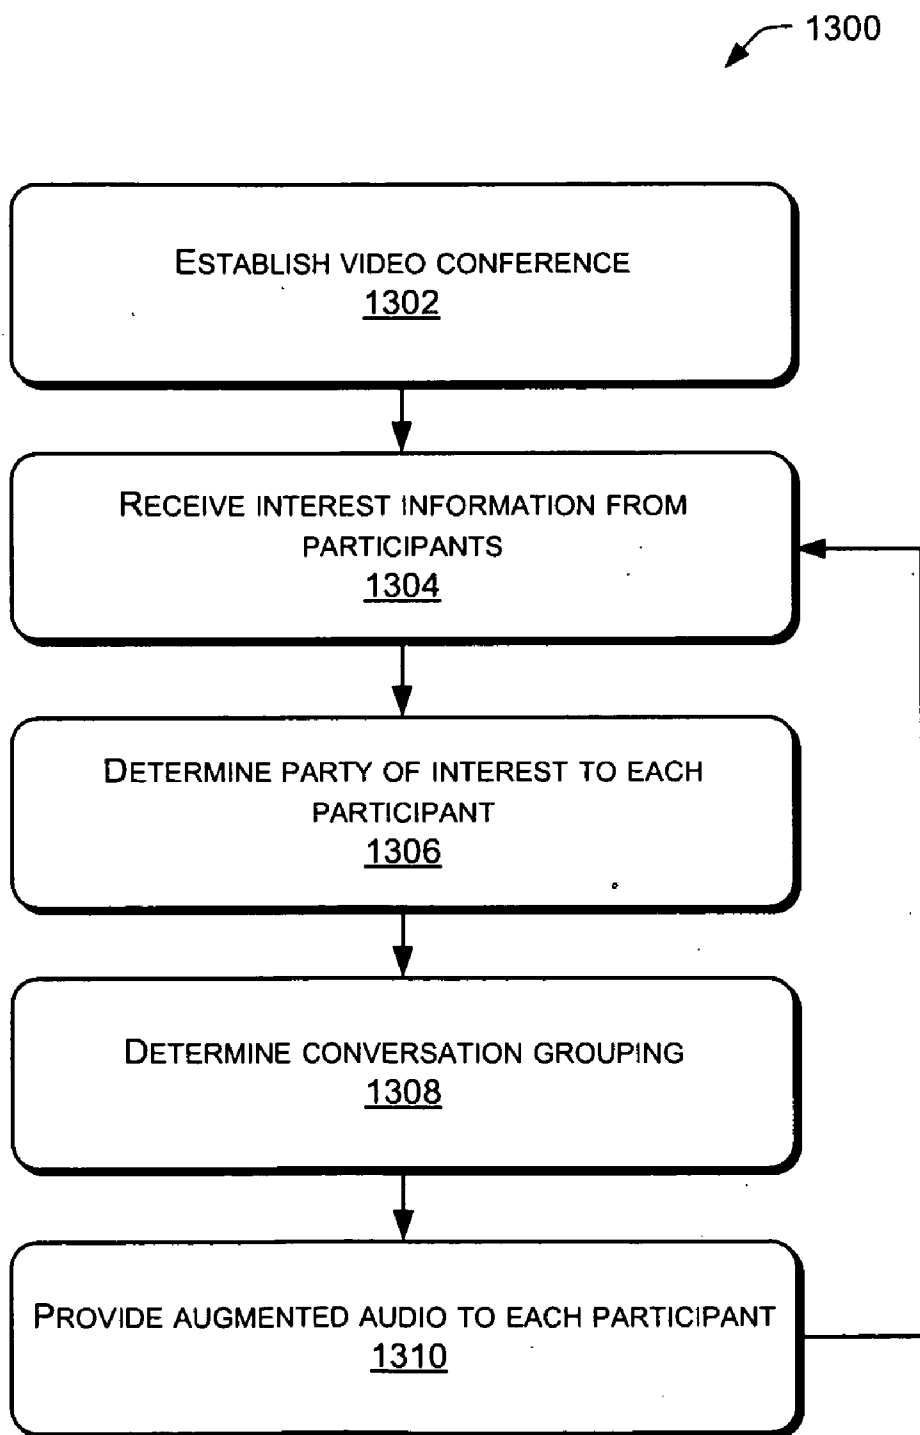 1300
ESTABLISH VIDEO CONFERENCE
1302
RECEIVE INTEREST INFORMATION FROM
PARTICIPANTS
1304
DETERMINE PARTY OF INTEREST TO EACH
PARTICIPANT
1306
DETERMINE CONVERSATION GROUPING
1308
PROVIDE AUGMENTED AUDIO TO EACH PARTICIPANT
1310